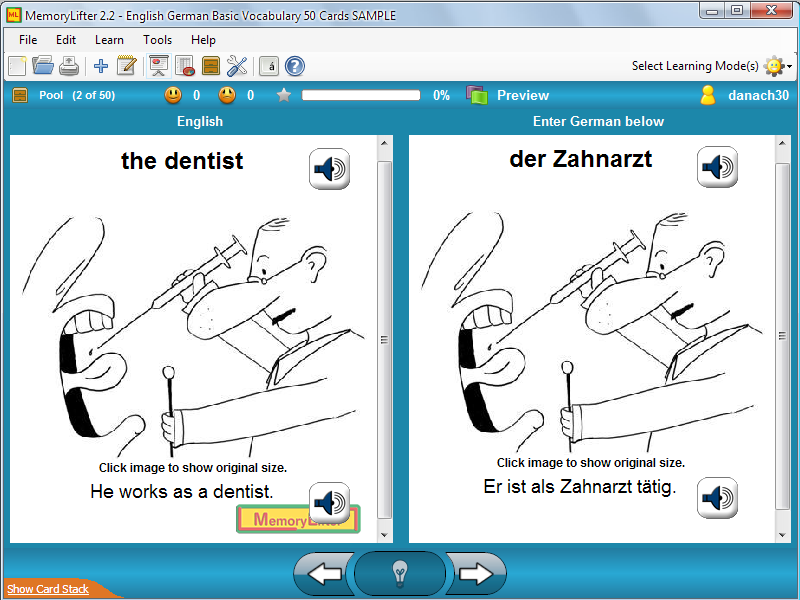 MemoryLifter 2.2 - English German Basic Vocabulary 50 Cards SAMPLE
File Edit Learn Tools Help
á ? Select Learning Mode(s)
Pool (2 of 50) 0 0 0% Preview danach30
English
the dentist
Click image to show original size.
He works as a dentist.
MemoryLifter
Enter German below
der Zahnarzt
Click image to show original size.
Er ist als Zahnarzt tätig.
Show Card Stack